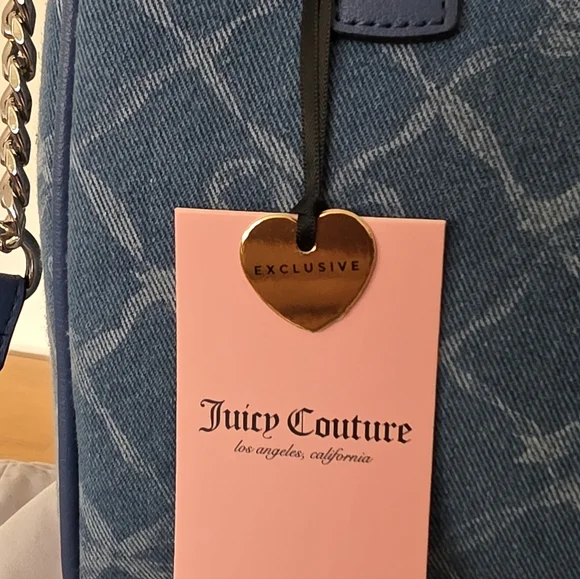 EXCLUSIVE
Juicy Couture
los angeles, california